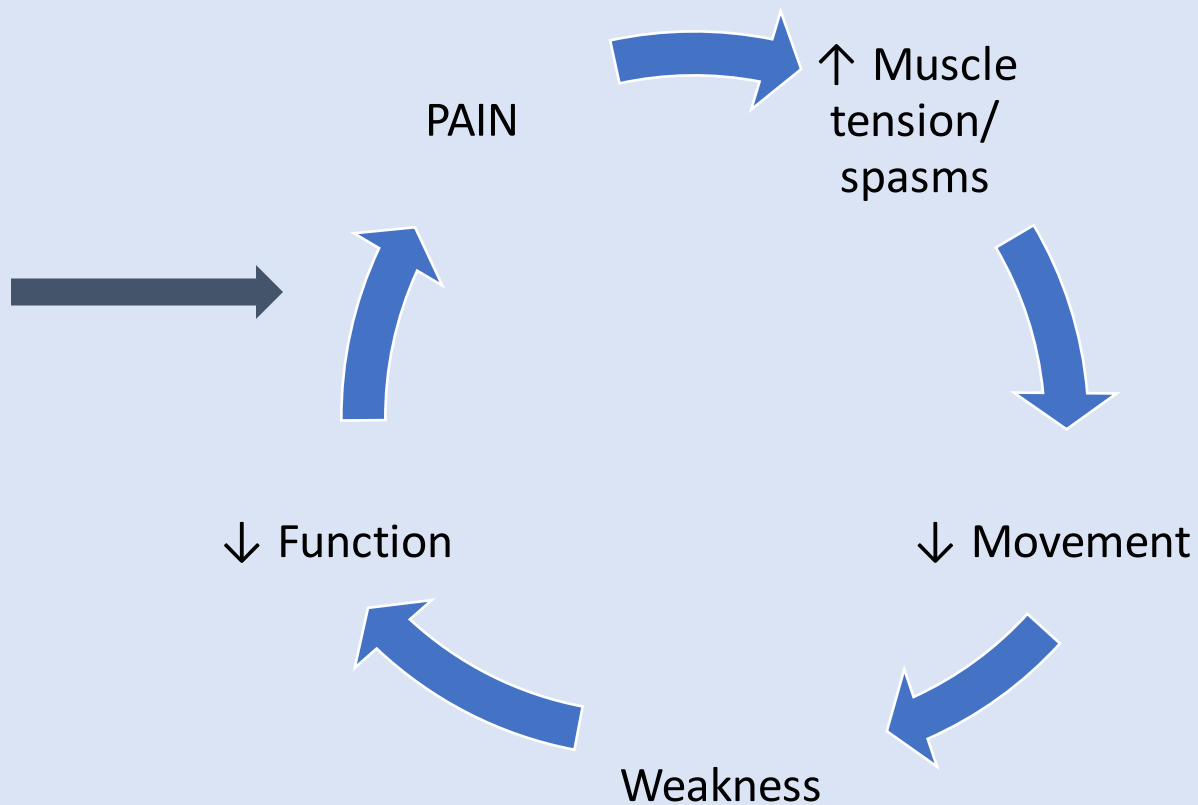 PAIN
↑ Muscle
tension/
spasms
↓ Movement
Weakness
↓ Function